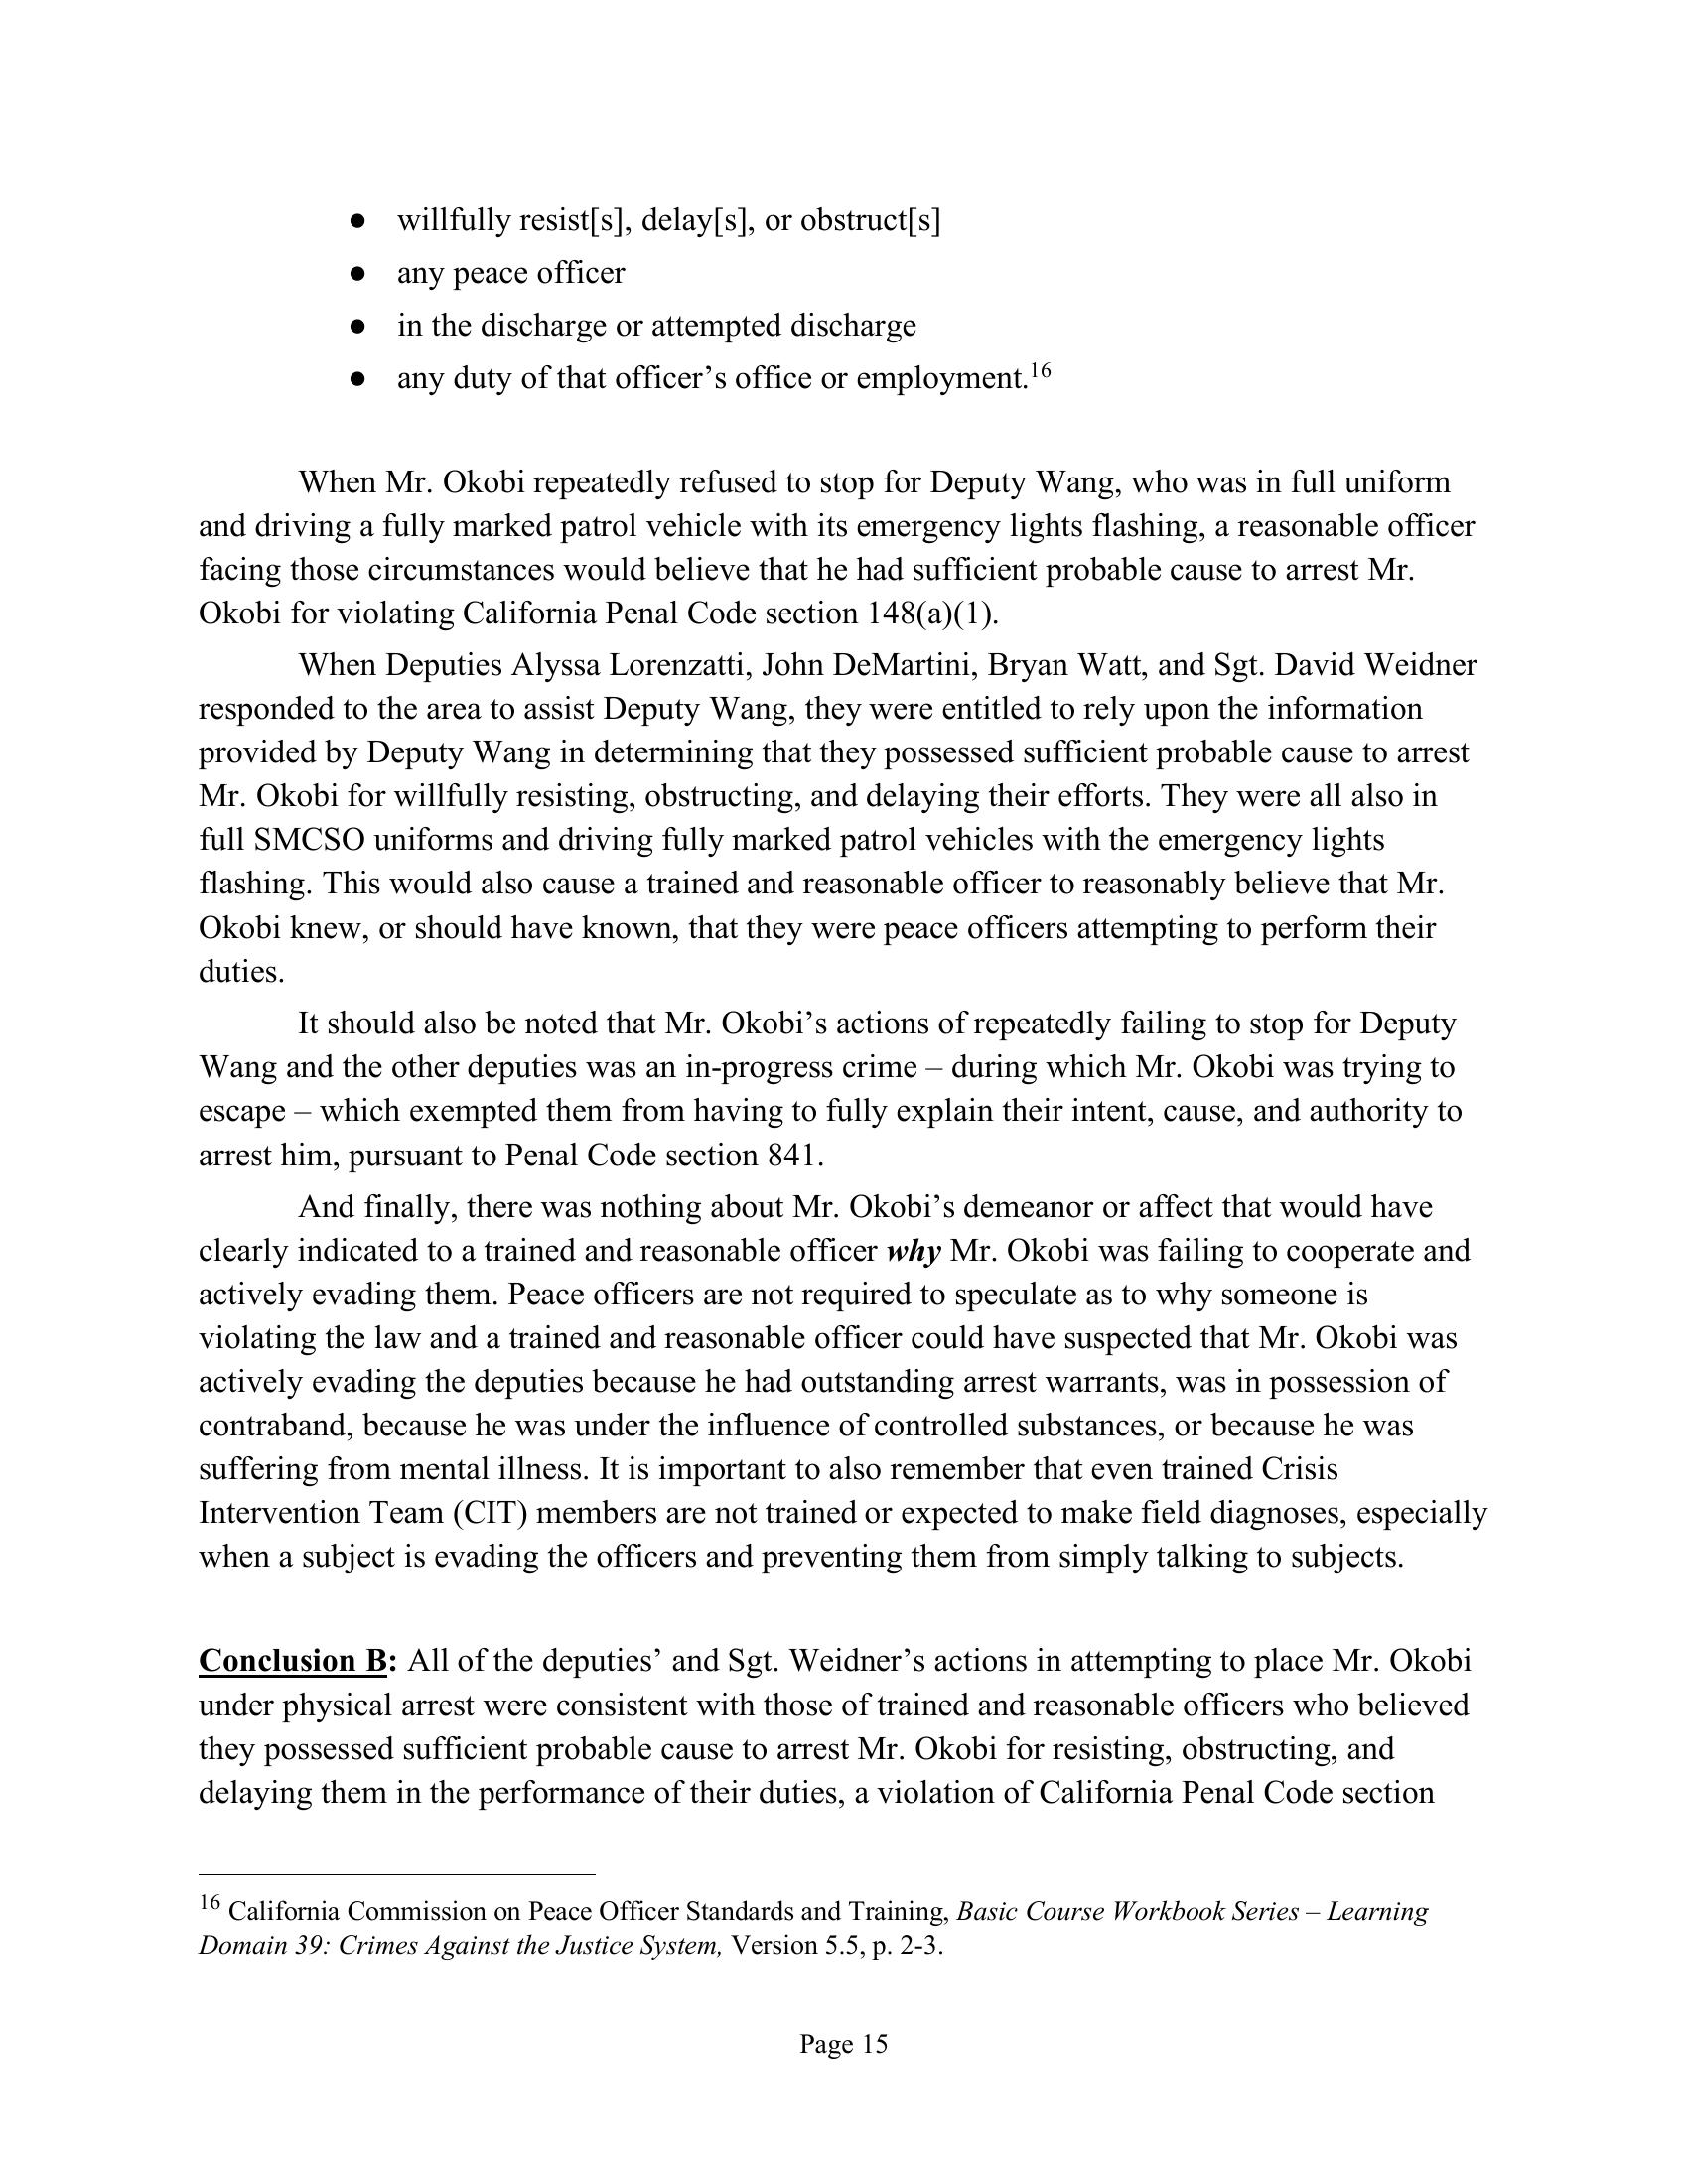 ● willfully resist[s], delay[s], or obstruct[s]
● any peace officer
● in the discharge or attempted discharge
● any duty of that officer’s office or employment.16
When Mr. Okobi repeatedly refused to stop for Deputy Wang, who was in full uniform
and driving a fully marked patrol vehicle with its emergency lights flashing, a reasonable officer
facing those circumstances would believe that he had sufficient probable cause to arrest Mr.
Okobi for violating California Penal Code section 148(a)(1).
When Deputies Alyssa Lorenzatti, John DeMartini, Bryan Watt, and Sgt. David Weidner
responded to the area to assist Deputy Wang, they were entitled to rely upon the information
provided by Deputy Wang in determining that they possessed sufficient probable cause to arrest
Mr. Okobi for willfully resisting, obstructing, and delaying their efforts. They were all also in
full SMCSO uniforms and driving fully marked patrol vehicles with the emergency lights
flashing. This would also cause a trained and reasonable officer to reasonably believe that Mr.
Okobi knew, or should have known, that they were peace officers attempting to perform their
duties.
It should also be noted that Mr. Okobi’s actions of repeatedly failing to stop for Deputy
Wang and the other deputies was an in-progress crime – during which Mr. Okobi was trying to
escape – which exempted them from having to fully explain their intent, cause, and authority to
arrest him, pursuant to Penal Code section 841.
And finally, there was nothing about Mr. Okobi’s demeanor or affect that would have
clearly indicated to a trained and reasonable officer why Mr. Okobi was failing to cooperate and
actively evading them. Peace officers are not required to speculate as to why someone is
violating the law and a trained and reasonable officer could have suspected that Mr. Okobi was
actively evading the deputies because he had outstanding arrest warrants, was in possession of
contraband, because he was under the influence of controlled substances, or because he was
suffering from mental illness. It is important to also remember that even trained Crisis
Intervention Team (CIT) members are not trained or expected to make field diagnoses, especially
when a subject is evading the officers and preventing them from simply talking to subjects.
Conclusion B: All of the deputies’ and Sgt. Weidner’s actions in attempting to place Mr. Okobi
under physical arrest were consistent with those of trained and reasonable officers who believed
they possessed sufficient probable cause to arrest Mr. Okobi for resisting, obstructing, and
delaying them in the performance of their duties, a violation of California Penal Code section
16 California Commission on Peace Officer Standards and Training, Basic Course Workbook Series – Learning
Domain 39: Crimes Against the Justice System, Version 5.5, p. 2-3.
Page 15